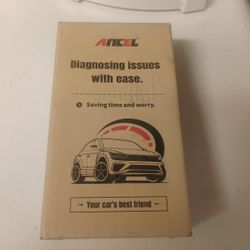 ANCEL
Diagnosing issues
with ease.
Saving time and worry.
Your car's best friend